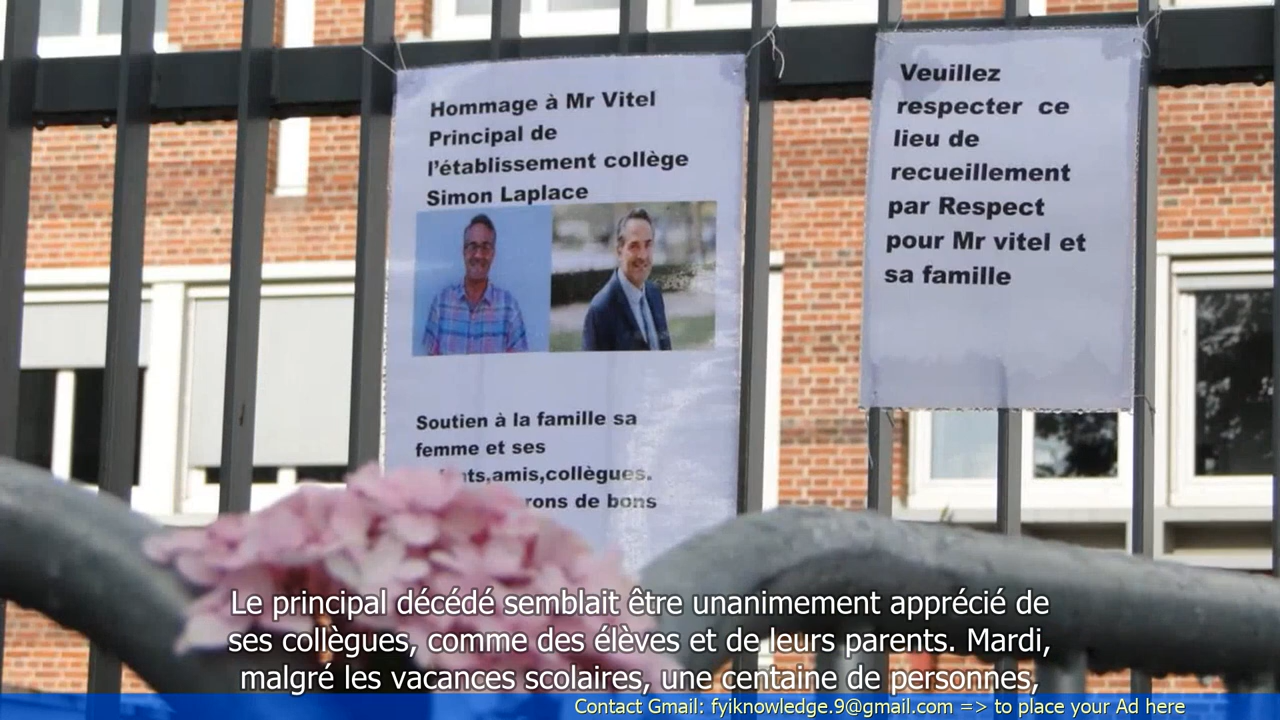 Hommage à Mr Vitel
Principal de
l'établissement collège
Simon Laplace
Soutien à la famille sa
femme et ses
amis,collègues.
de bons
Veuillez
respecter ce
lieu de
recueillement
par Respect
pour Mr vitel et
sa famille
Le principal décédé semblait être unanimement apprécié de
ses collègues, comme des élèves et de leurs parents. Mardi,
malgré les vacances scolaires, une centaine de personnes,
Contact Gmail: fyiknowledge.9@gmail.com => to place your Ad here